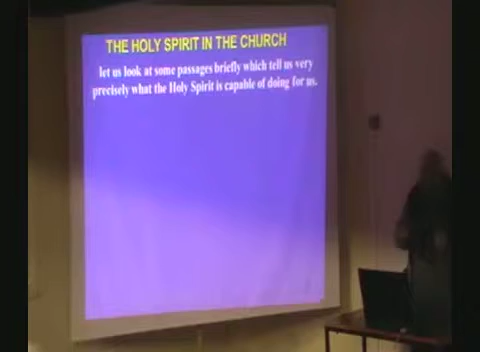 THE HOLY SPIRIT IN THE CHURCH
let us look at some passages briefly which tell us very
precisely what the Holy Spirit is capable of doing for us.